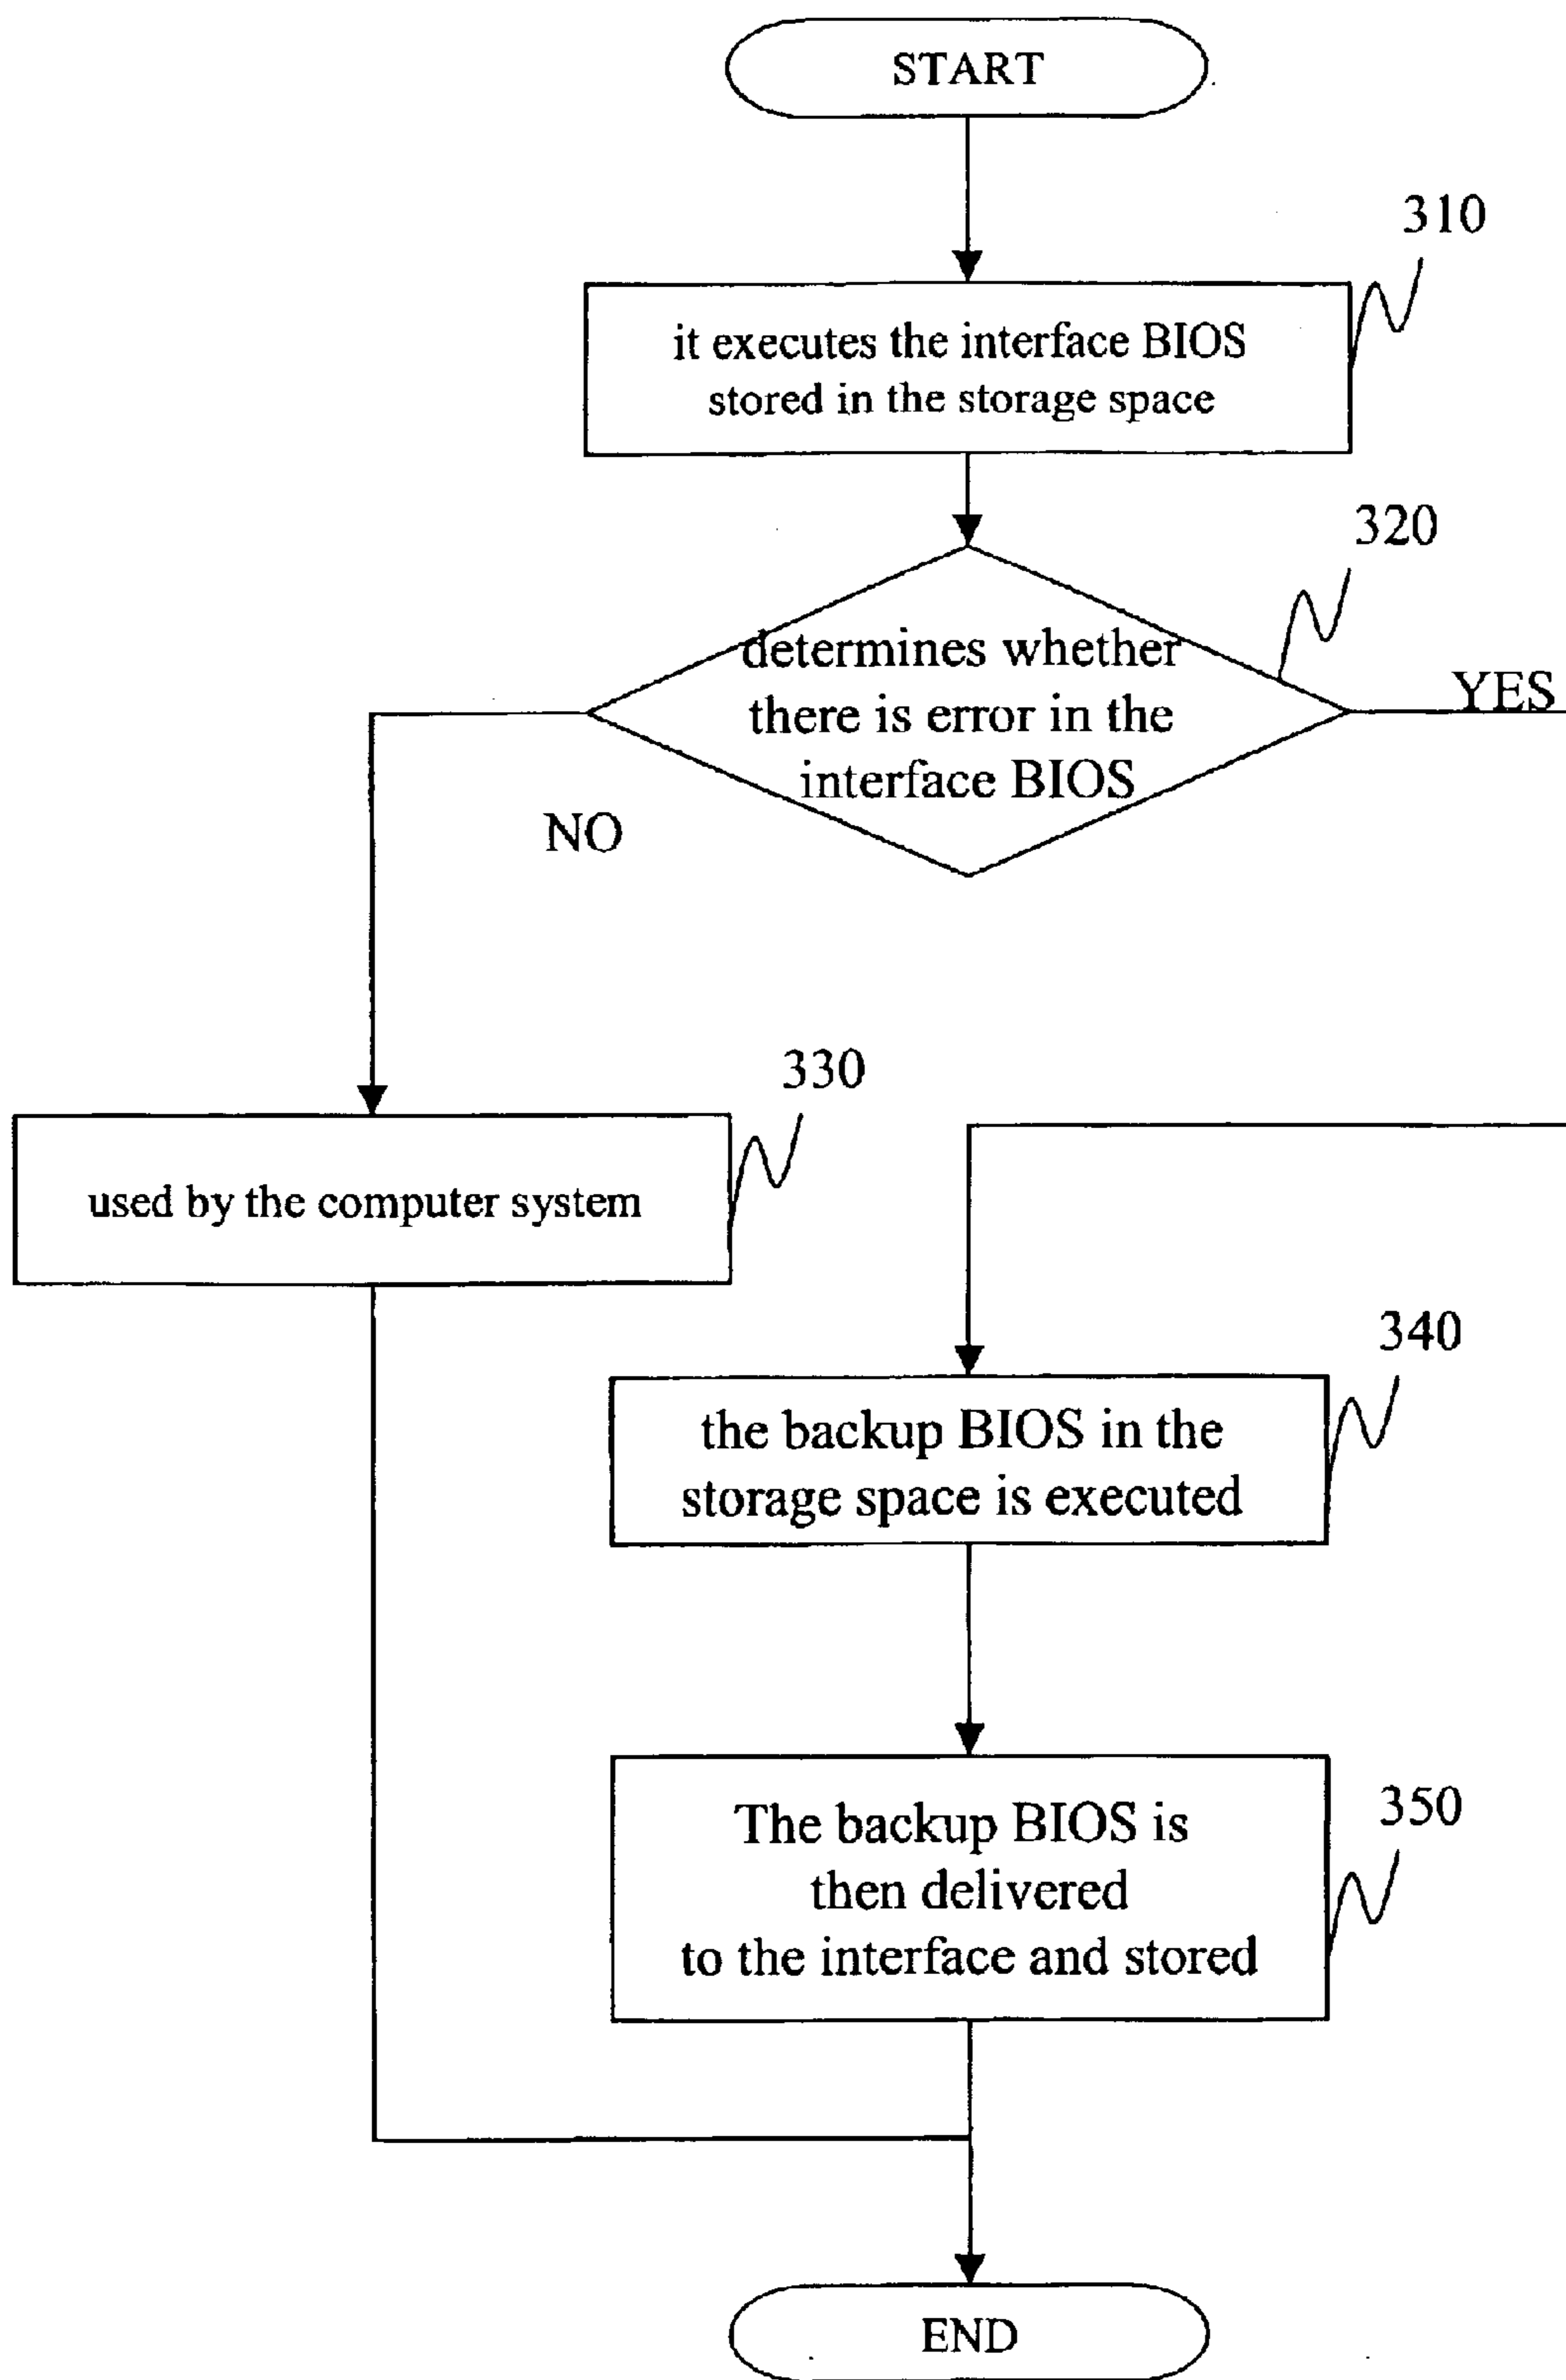 START
310
it executes the interface BIOS
stored in the storage space
320
determines whether
there is error in the
interface BIOS
YES
NO
330
used by the computer system
340
the backup BIOS in the
storage space is executed
350
The backup BIOS is
then delivered
to the interface and stored
END